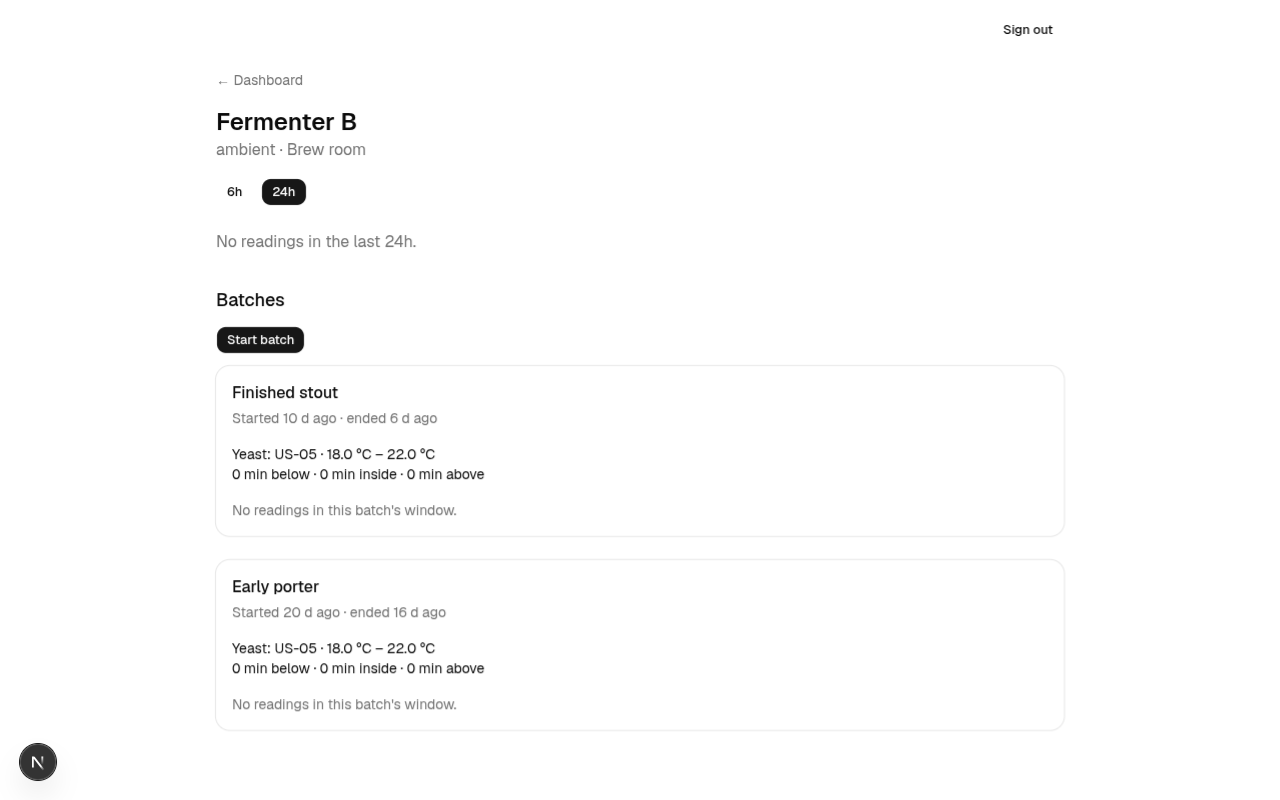 Sign out
← Dashboard
Fermenter B
ambient · Brew room
6h 24h
No readings in the last 24h.
Batches
Start batch
Finished stout
Started 10 d ago · ended 6 d ago
Yeast: US-05 · 18.0 °C – 22.0 °C
0 min below · 0 min inside · 0 min above
No readings in this batch's window.
Early porter
Started 20 d ago · ended 16 d ago
Yeast: US-05 · 18.0 °C – 22.0 °C
0 min below · 0 min inside · 0 min above
No readings in this batch's window.
N